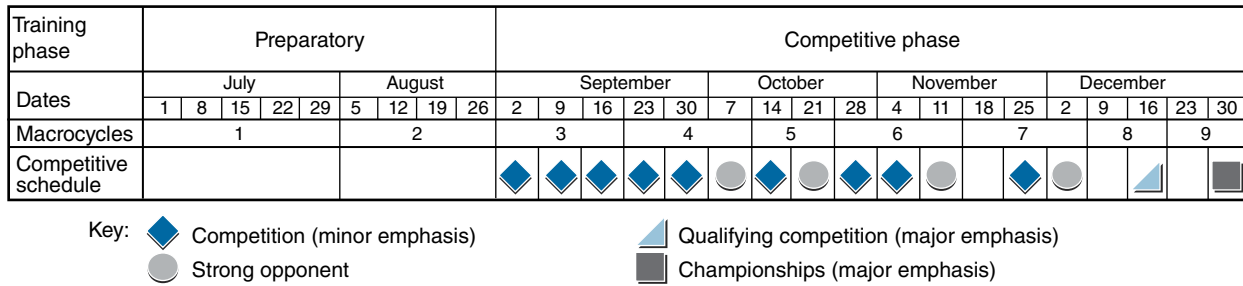 Training phase Preparatory Competitive phase
Dates July August September October November December
1 8 15 22 29 5 12 19 26 2 9 16 23 30 7 14 21 28 4 11 18 25 2 9 16 23 30
Macrocycles 1 2 3 4 5 6 7 8 9
Competitive schedule
Key: Competition (minor emphasis) Qualifying competition (major emphasis)
Strong opponent Championships (major emphasis)